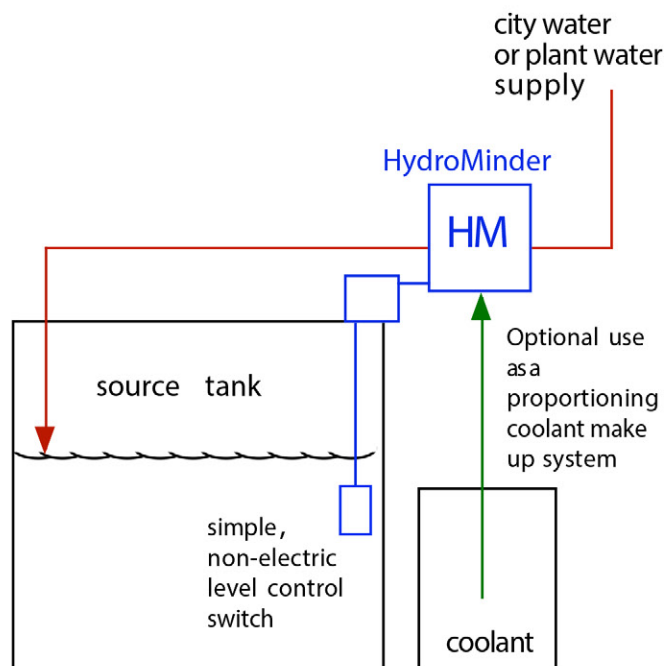 city water
or plant water
supply
HydroMinder
HM
source tank
Optional use
asa
proportioning
coolant make
up system
simple,
non-electric
level control
switch
coolant